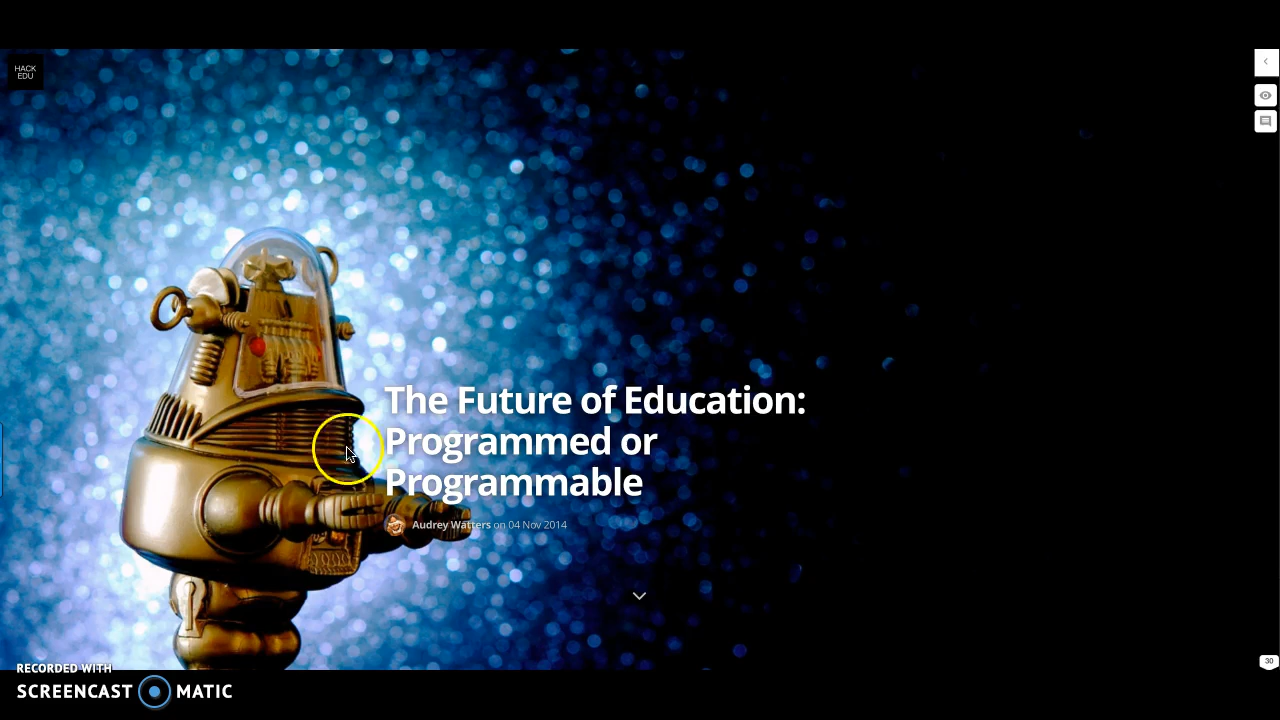 HACK
EDU
The Future of Education:
Programmed or
Programmable
Audrey Watters on 04 Nov 2014
30
RECORDED WITH
SCREENCAST MATIC